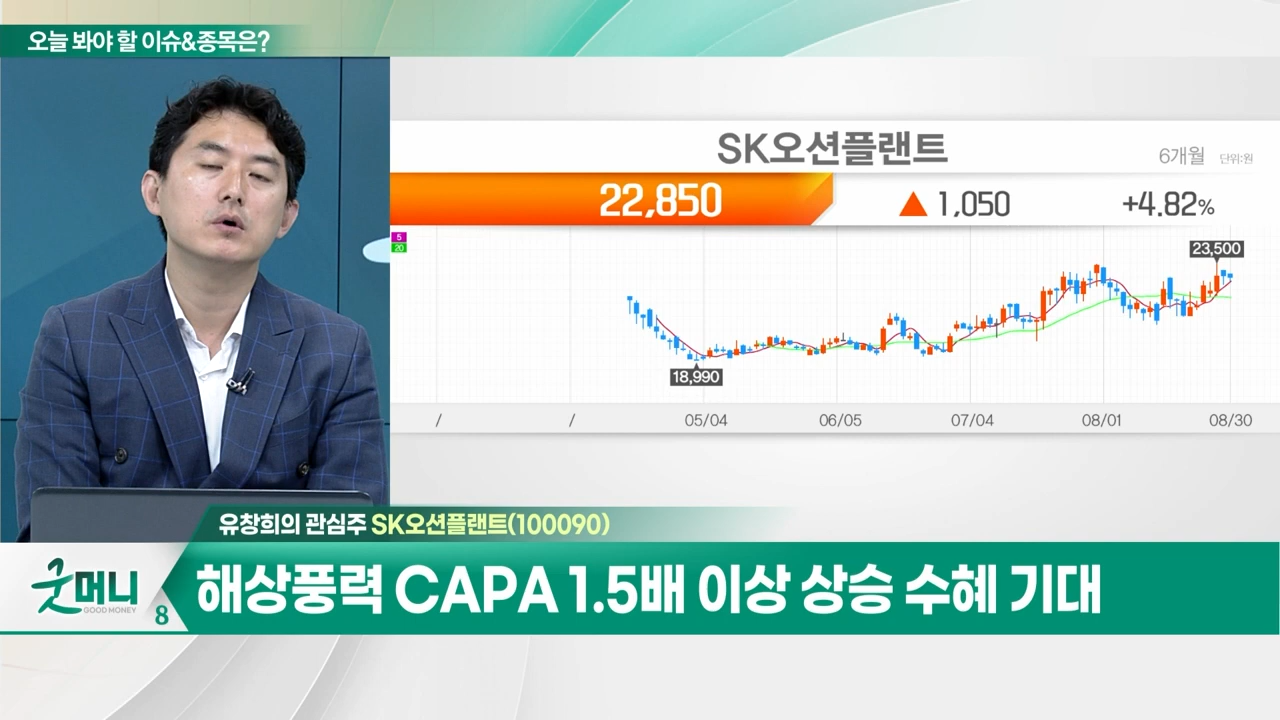 오늘 봐야 할 이슈&종목은?
SK오션플랜트
6개월 단위:원
22,850 ▲ 1,050 +4.82%
5
20
23,500
18,990
/ / 05/04 06/05 07/04 08/01 08/30
유창희의 관심주 SK오션플랜트(100090)
해상풍력 CAPA 1.5배 이상 상승 수혜 기대
굿머니
GOOD MONEY
8